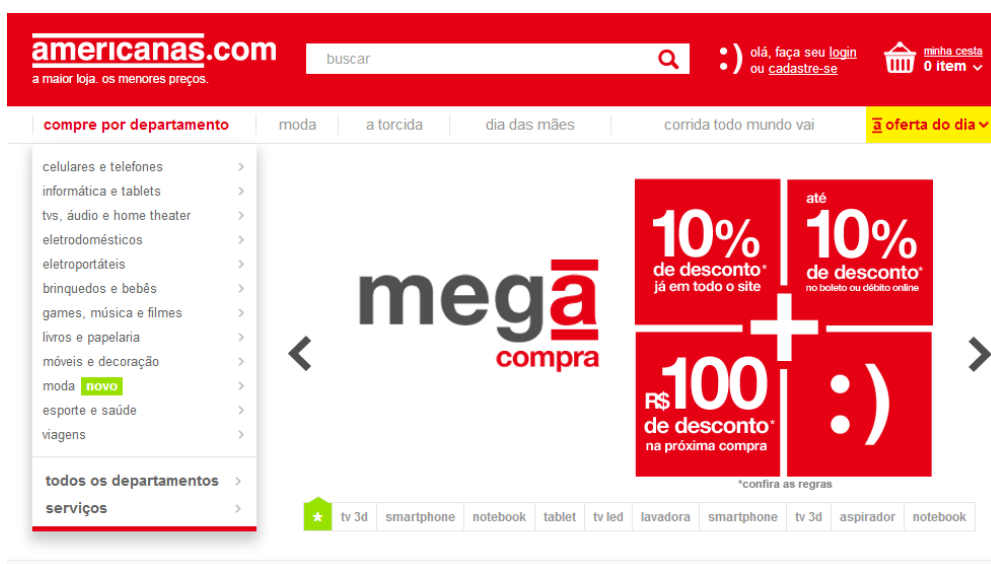 americanas.com
a maior loja. os menores preços.
buscar
:) olá, faça seu login
ou cadastre-se
minha cesta
0 item
compre por departamento
moda
a torcida
dia das mães
corrida todo mundo vai
a oferta do dia
celulares e telefones
informática e tablets
tvs, áudio e home theater
eletrodomésticos
eletroportáteis
brinquedos e bebês
games, música e filmes
livros e papelaria
móveis e decoração
moda novo
esporte e saúde
viagens
todos os departamentos
serviços
mega
compra
10%
de desconto*
já em todo o site
até
10%
de desconto*
no boleto ou débito online
+
R$100
de desconto*
na próxima compra
:)
*confira as regras
tv 3d
smartphone
notebook
tablet
tv led
lavadora
smartphone
tv 3d
aspirador
notebook